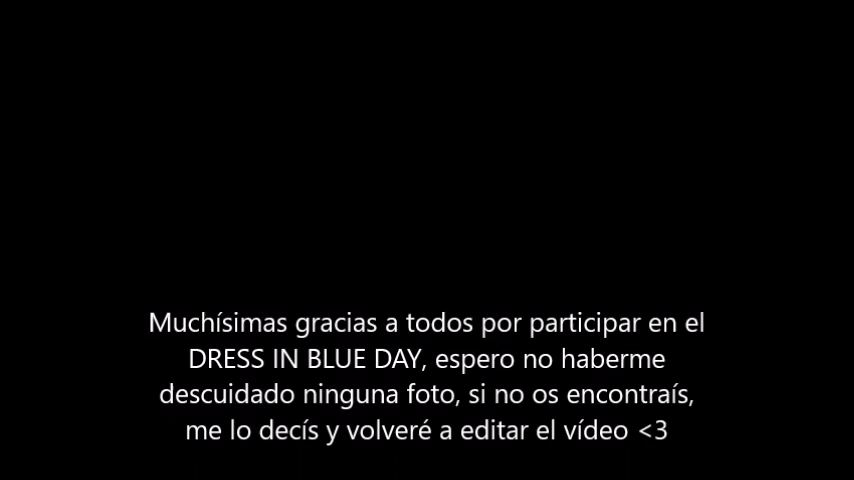 Muchísimas gracias a todos por participar en el
DRESS IN BLUE DAY, espero no haberme
descuidado ninguna foto, si no os encontraís,
me lo decís y volveré a editar el vídeo <3